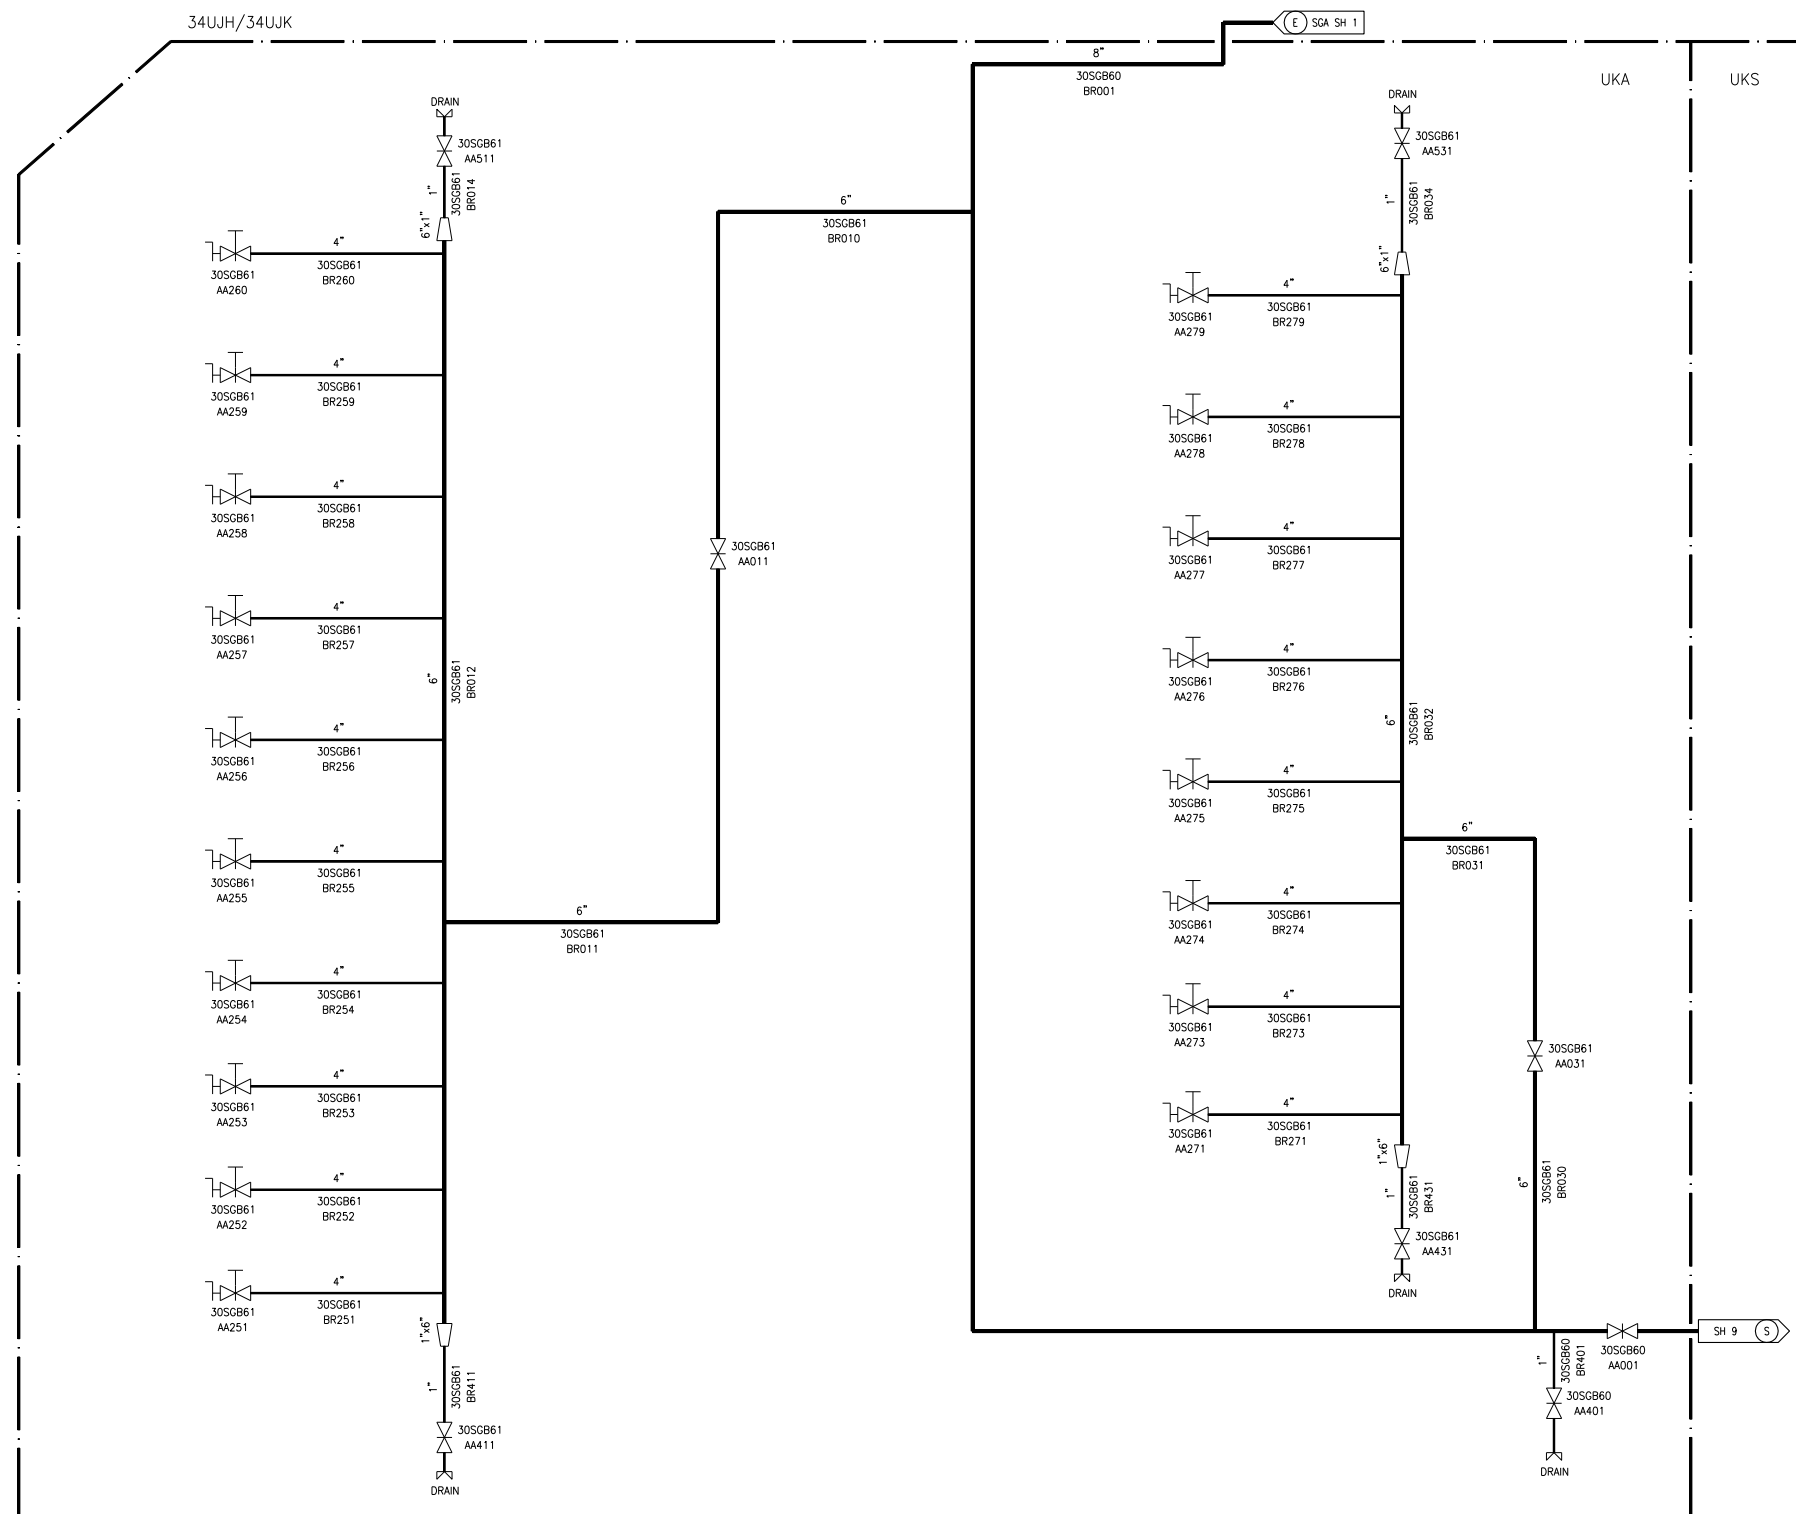 34UJH/34UJK
E SGA SH 1
8"
30SGB60
BR001
UKA
UKS
DRAIN
30SGB61
AA511
1"
30SGB61
BR014
6"x1"
4"
30SGB61
BR260
30SGB61
AA260
4"
30SGB61
BR259
30SGB61
AA259
4"
30SGB61
BR258
30SGB61
AA258
4"
30SGB61
BR257
30SGB61
AA257
6"
30SGB61
BR012
4"
30SGB61
BR256
30SGB61
AA256
4"
30SGB61
BR255
30SGB61
AA255
4"
30SGB61
BR254
30SGB61
AA254
4"
30SGB61
BR253
30SGB61
AA253
4"
30SGB61
BR252
30SGB61
AA252
4"
30SGB61
BR251
30SGB61
AA251
1"x6"
1"
30SGB61
BR411
30SGB61
AA411
DRAIN
6"
30SGB61
BR010
30SGB61
AA011
6"
30SGB61
BR011
DRAIN
30SGB61
AA531
1"
30SGB61
BR034
6"x1"
4"
30SGB61
BR279
30SGB61
AA279
4"
30SGB61
BR278
30SGB61
AA278
4"
30SGB61
BR277
30SGB61
AA277
4"
30SGB61
BR276
30SGB61
AA276
6"
30SGB61
BR032
4"
30SGB61
BR275
30SGB61
AA275
6"
30SGB61
BR031
4"
30SGB61
BR274
30SGB61
AA274
4"
30SGB61
BR273
30SGB61
AA273
30SGB61
AA031
4"
30SGB61
BR271
30SGB61
AA271
1"x6"
1"
30SGB61
BR431
30SGB61
AA431
DRAIN
6"
30SGB61
BR030
SH 9 S
30SGB60
AA001
1"
30SGB60
BR401
30SGB60
AA401
DRAIN